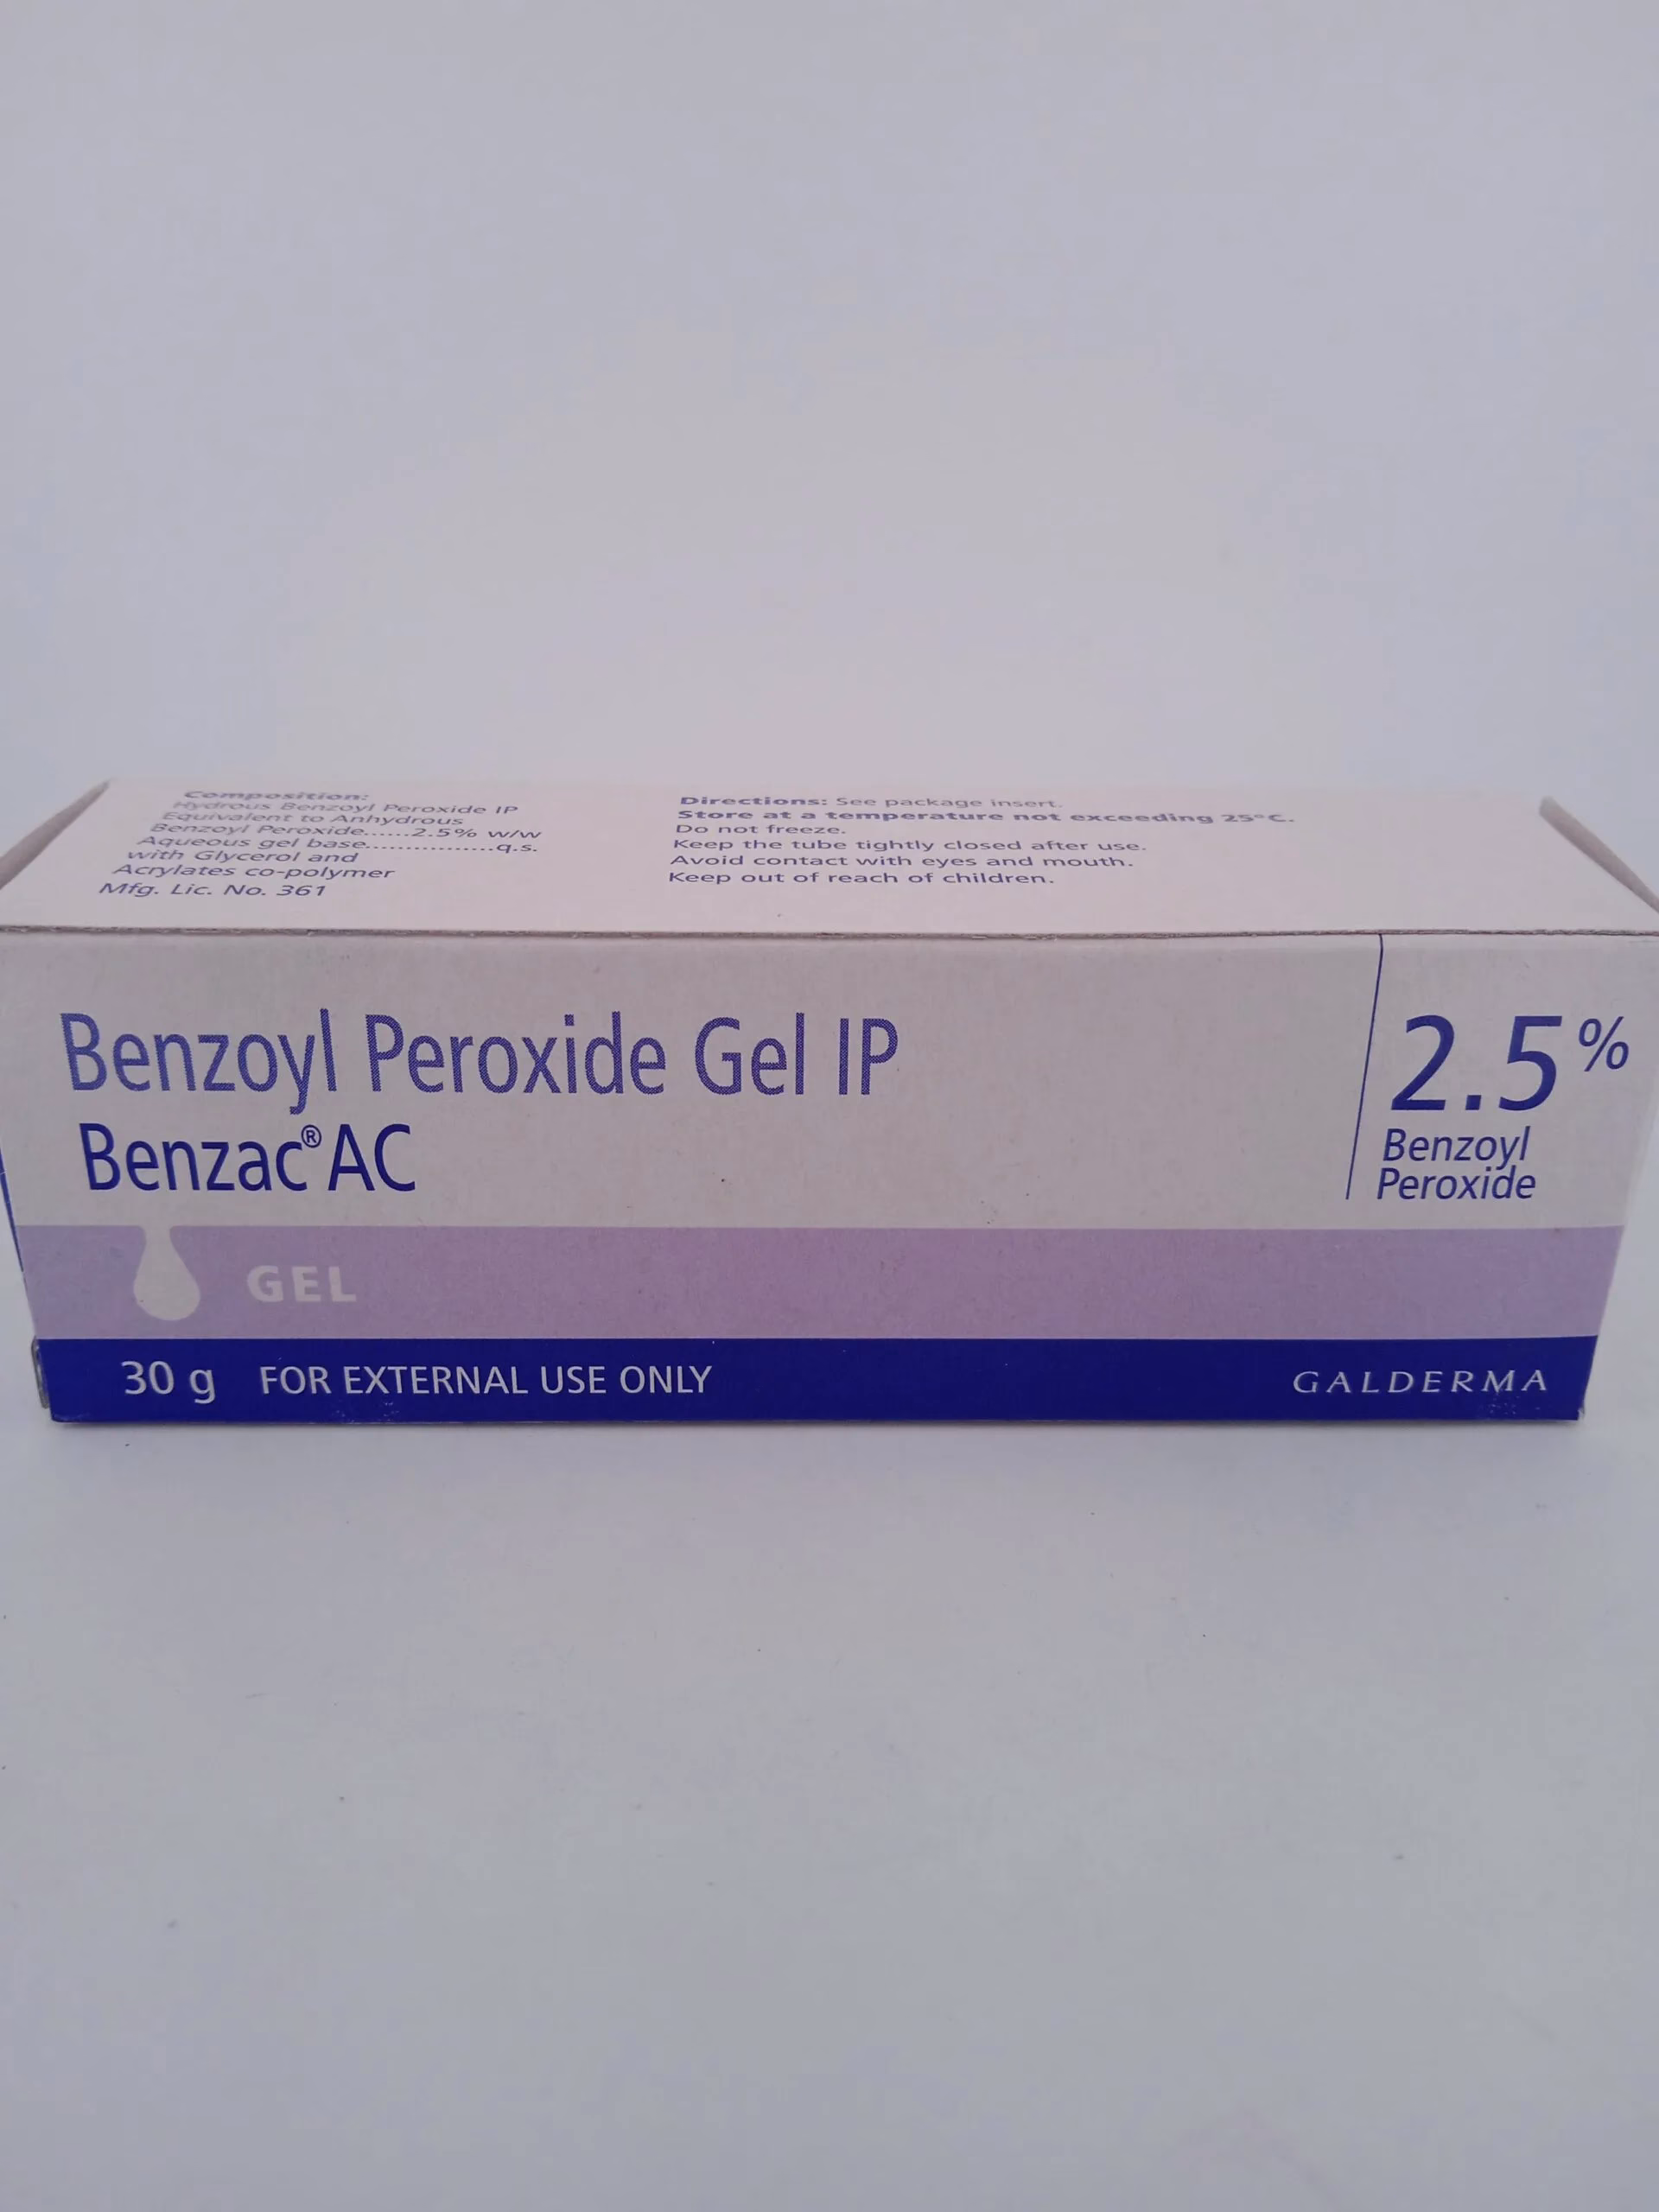 Composition:
Hydrous Benzoyl Peroxide IP
Equivalent to Anhydrous
Benzoyl Peroxide......2.5% w/w
Aqueous gel base................q.s.
with Glycerol and
Acrylates co-polymer
Mfg. Lic. No. 361
Directions: See package insert.
Store at a temperature not exceeding 25°C.
Do not freeze.
Keep the tube tightly closed after use.
Avoid contact with eyes and mouth.
Keep out of reach of children.
Benzoyl Peroxide Gel IP
Benzac® AC
2.5%
Benzoyl
Peroxide
GEL
30 g FOR EXTERNAL USE ONLY
GALDERMA